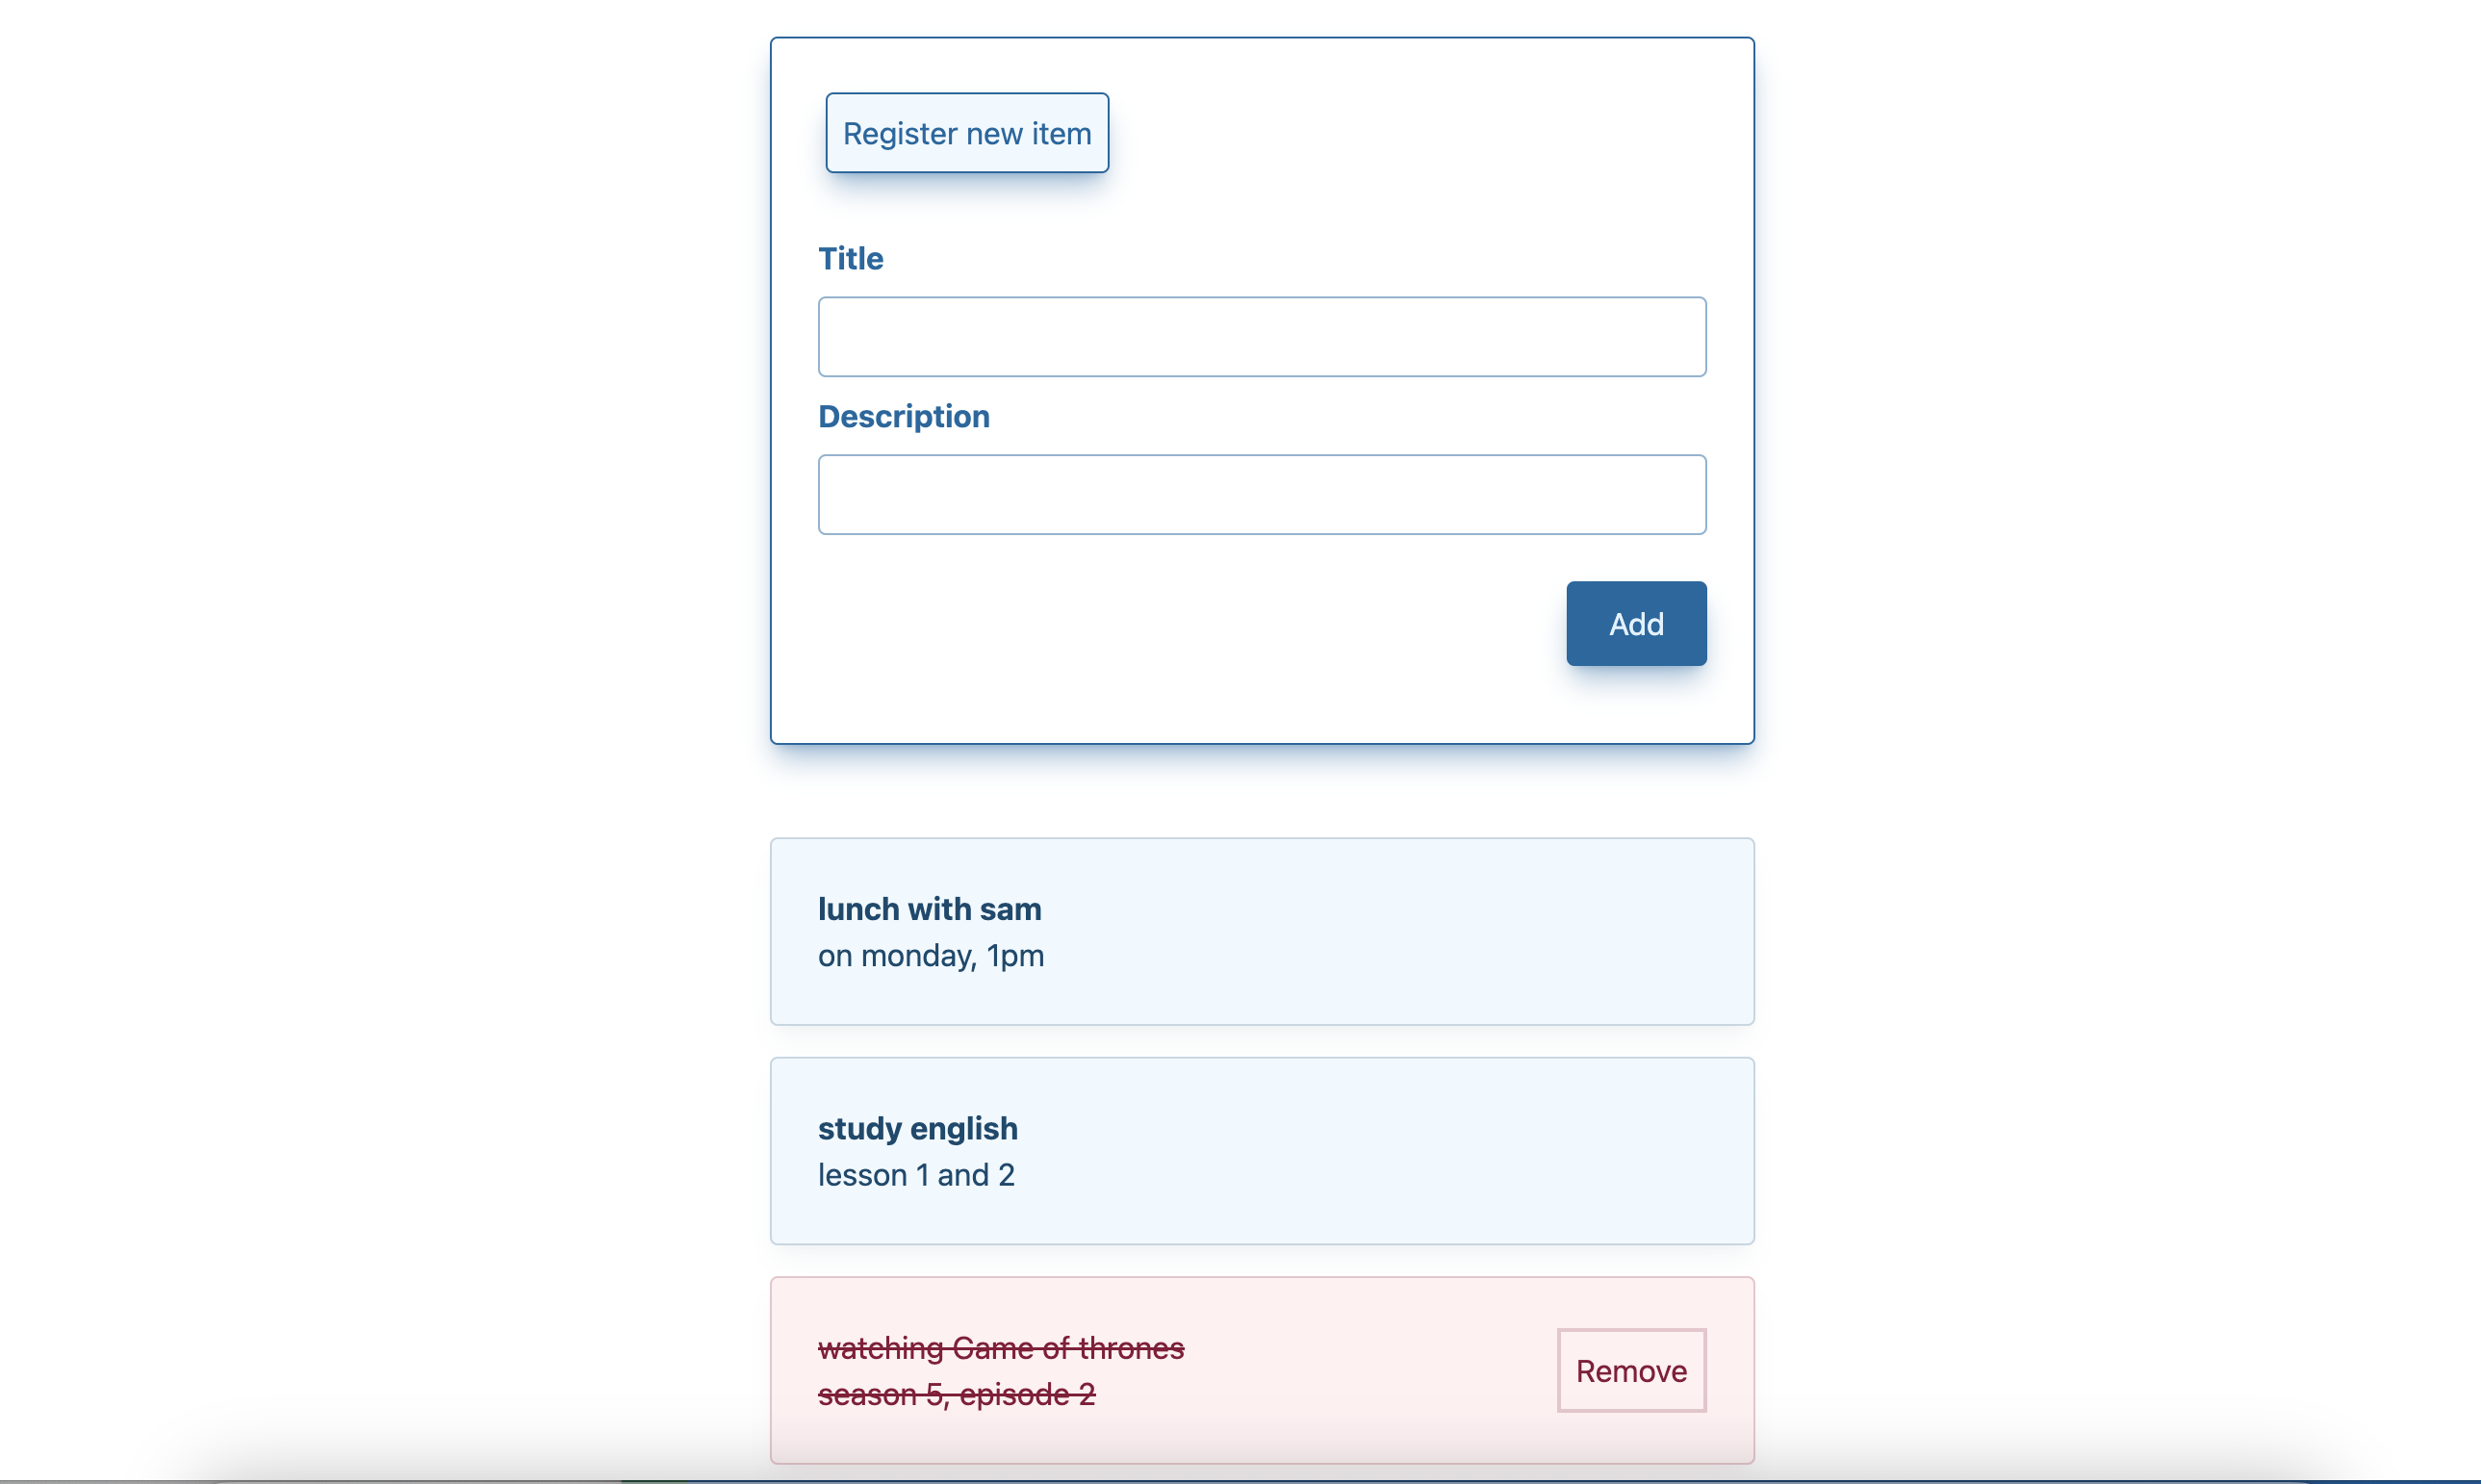 Register new item
Title
Description
Add
lunch with sam
on monday, 1pm
study english
lesson 1 and 2
watching Game of thrones
season 5, episode 2
Remove